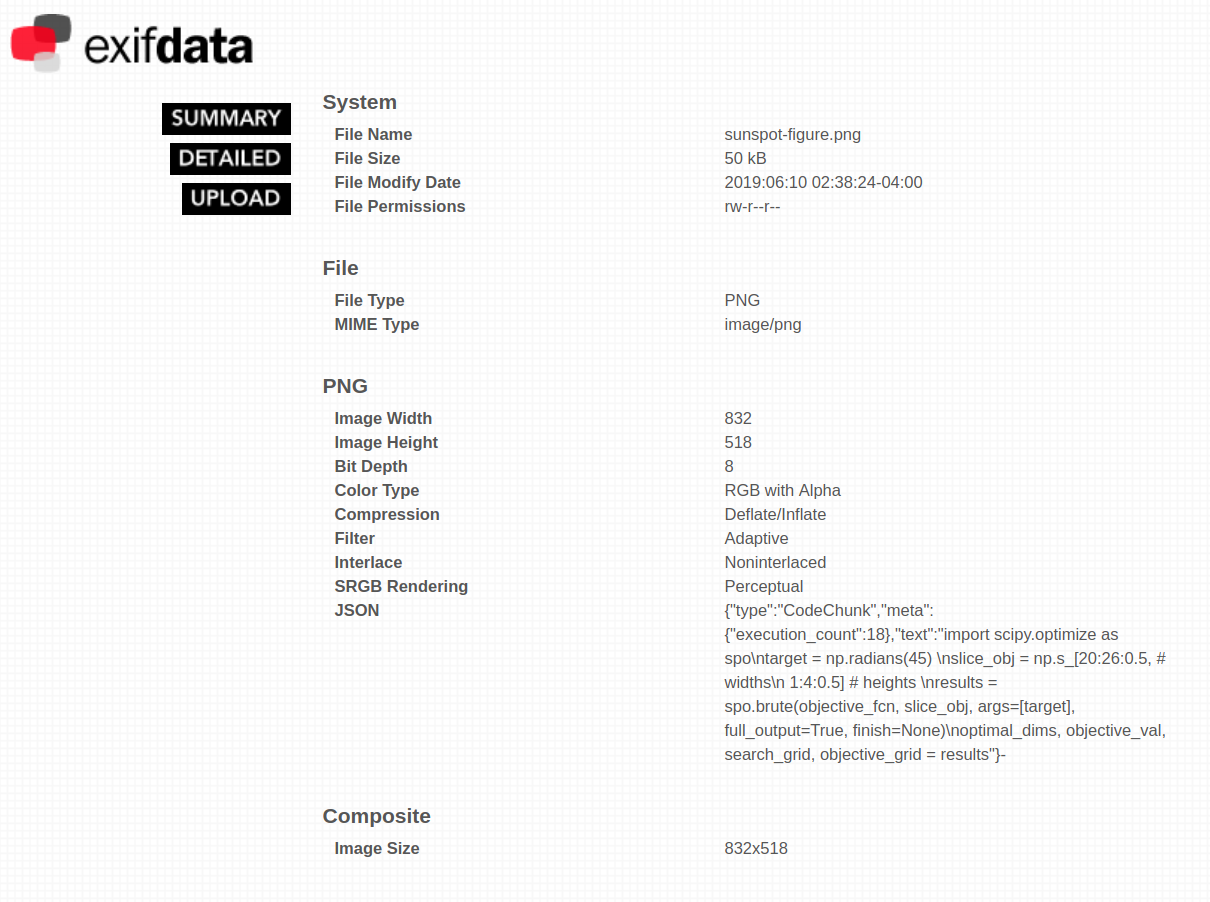 exifdata
SUMMARY
DETAILED
UPLOAD
System
File Name sunspot-figure.png
File Size 50 kB
File Modify Date 2019:06:10 02:38:24-04:00
File Permissions rw-r--r--
File
File Type PNG
MIME Type image/png
PNG
Image Width 832
Image Height 518
Bit Depth 8
Color Type RGB with Alpha
Compression Deflate/Inflate
Filter Adaptive
Interlace Noninterlaced
SRGB Rendering Perceptual
JSON {"type":"CodeChunk","meta":
{"execution_count":18},"text":"import scipy.optimize as
spo\ntarget = np.radians(45) \nslice_obj = np.s_[20:26:0.5, #
widths\n 1:4:0.5] # heights \nresults =
spo.brute(objective_fcn, slice_obj, args=[target],
full_output=True, finish=None)\noptimal_dims, objective_val,
search_grid, objective_grid = results"}-
Composite
Image Size 832x518